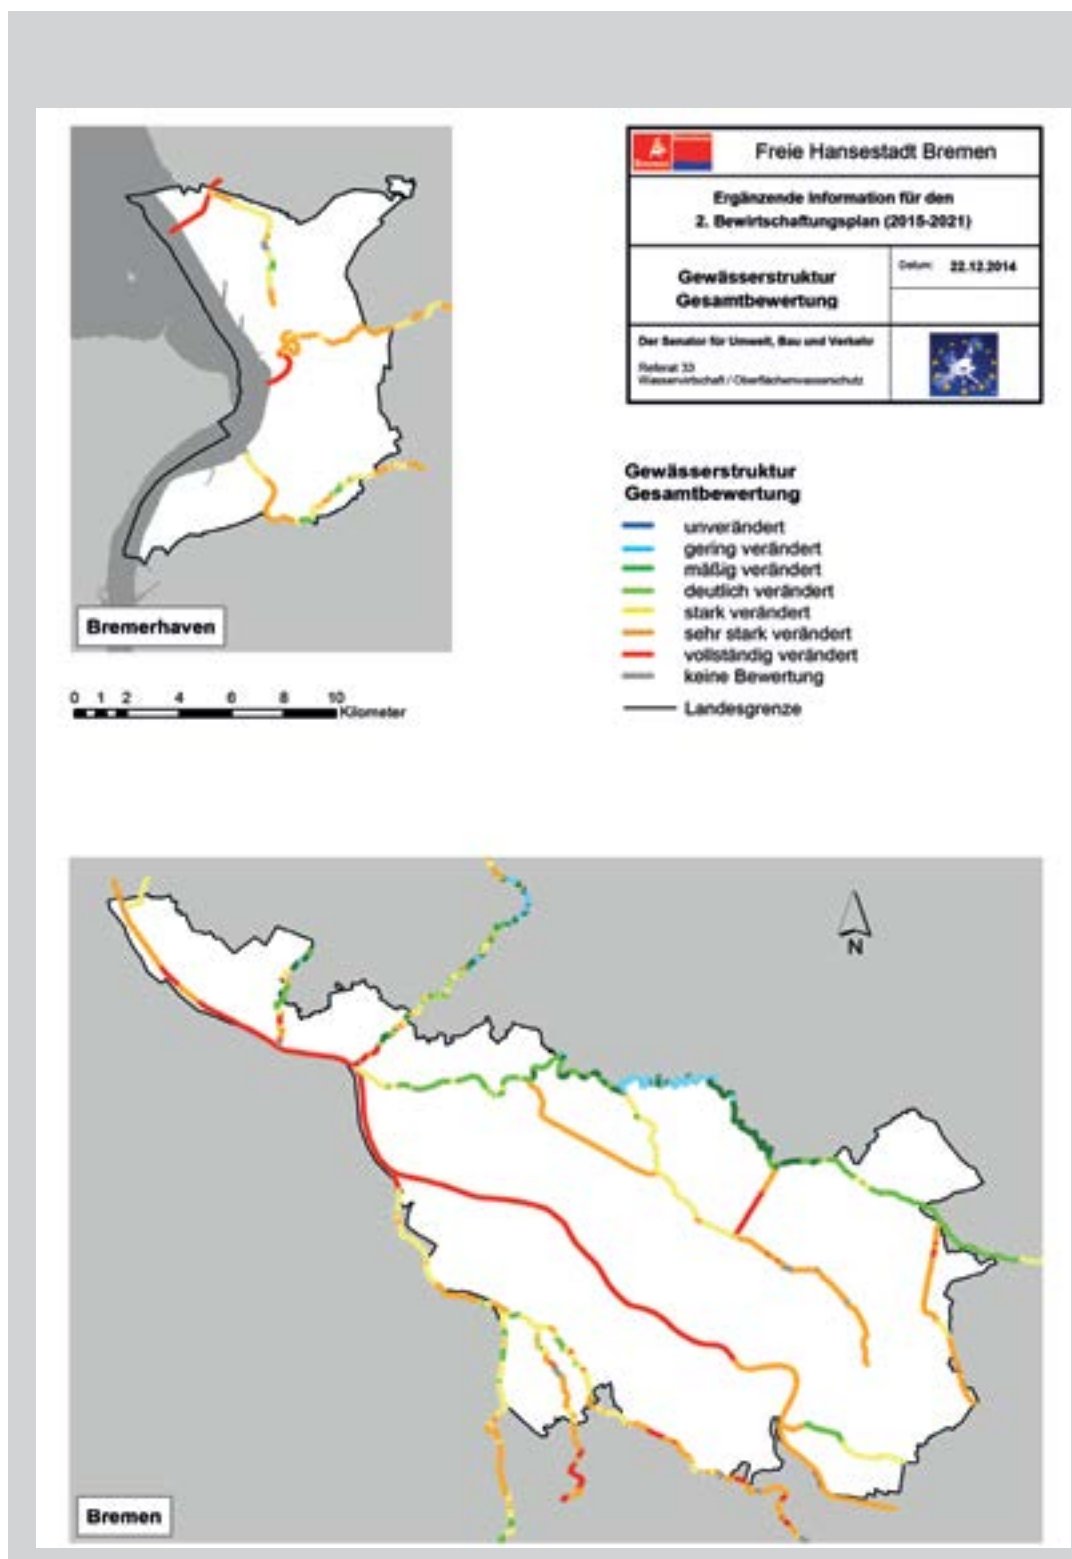 Bremen
Freie Hansestadt Bremen
Ergänzende Information für den
2. Bewirtschaftungsplan (2015-2021)
Gewässerstruktur
Gesamtbewertung
Datum: 22.12.2014
Der Senator für Umwelt, Bau und Verkehr
Referat 33
Wasserwirtschaft / Oberflächenwasserschutz
Gewässerstruktur
Gesamtbewertung
unverändert
gering verändert
mäßig verändert
deutlich verändert
stark verändert
sehr stark verändert
vollständig verändert
keine Bewertung
Landesgrenze
Bremerhaven
0 1 2 4 6 8 10
Kilometer
N
Bremen